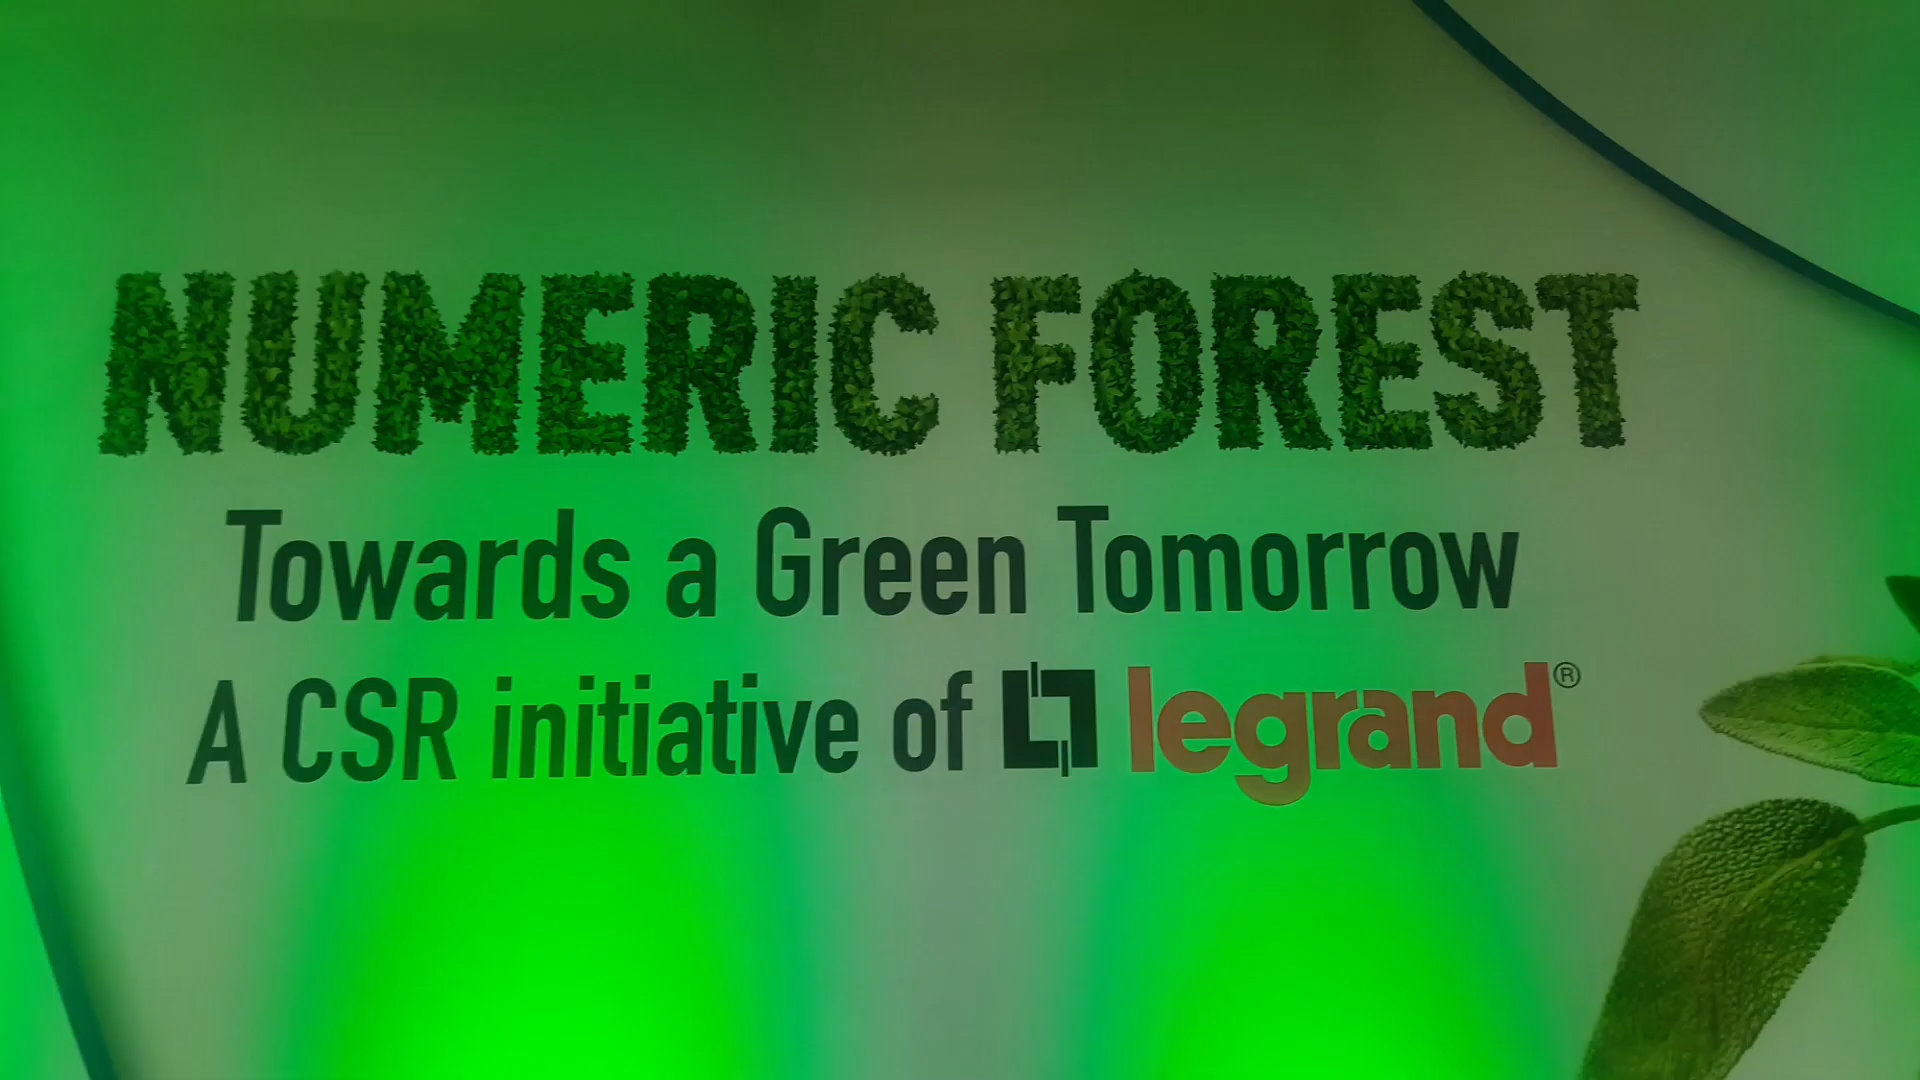 NUMERIC FOREST
Towards a Green Tomorrow
A CSR initiative of legrand®